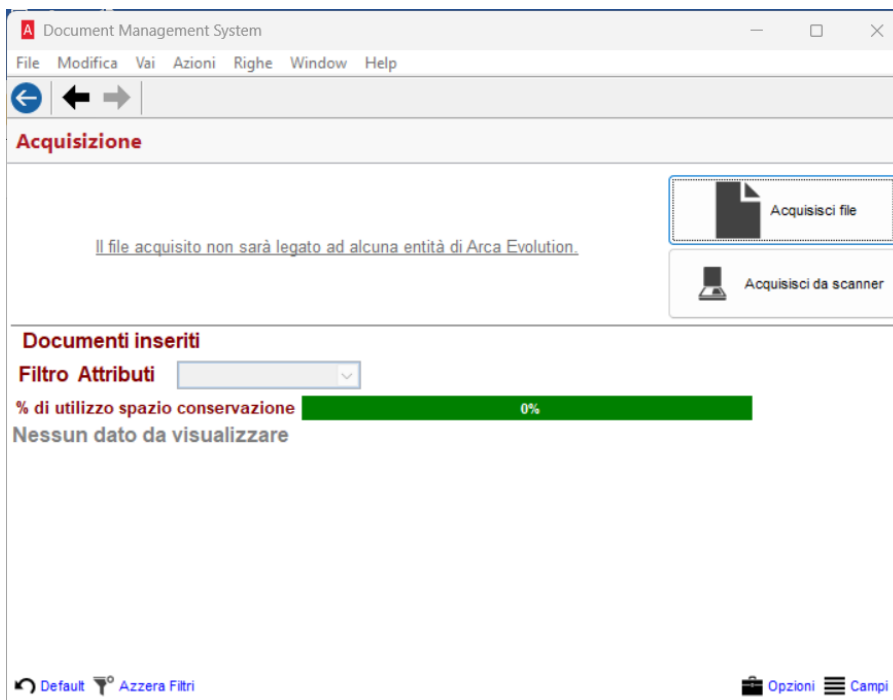 A Document Management System
File Modifica Vai Azioni Righe Window Help
Acquisizione
Acquisisci file
Il file acquisito non sarà legato ad alcuna entità di Arca Evolution.
Acquisisci da scanner
Documenti inseriti
Filtro Attributi
% di utilizzo spazio conservazione 0%
Nessun dato da visualizzare
Default Azzera Filtri Opzioni Campi